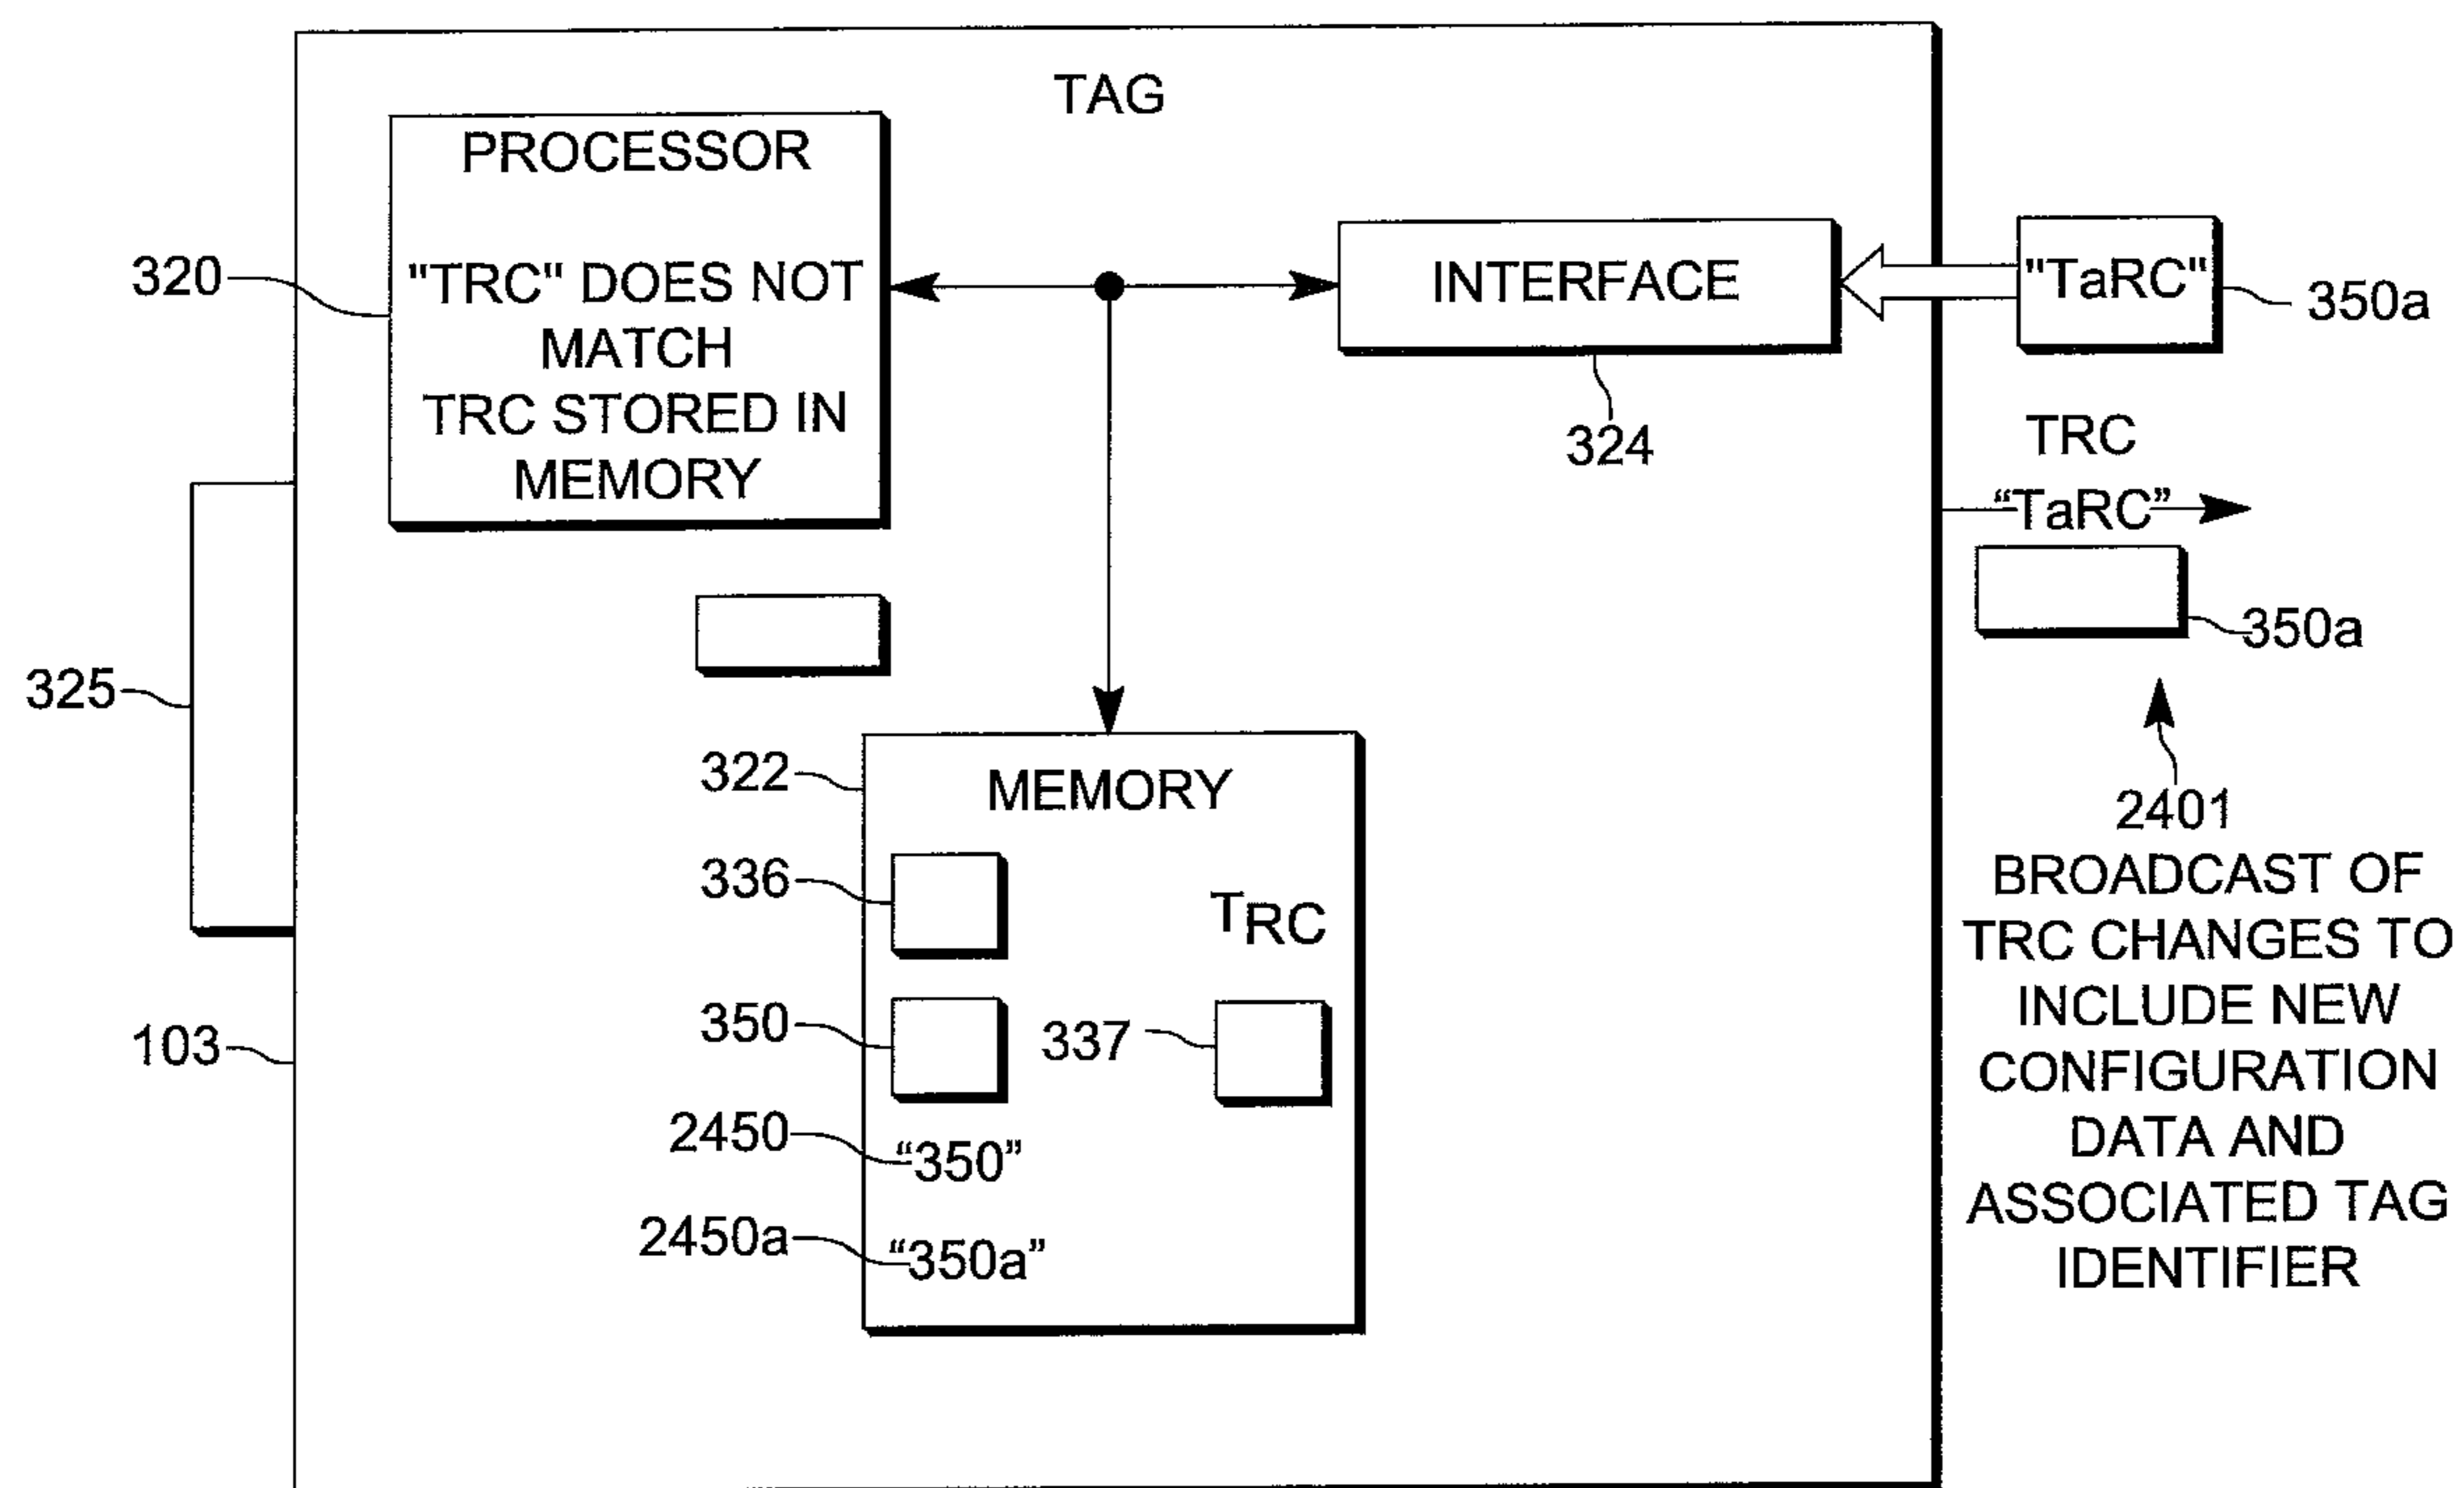 TAG
PROCESSOR
"TRC" DOES NOT
MATCH
TRC STORED IN
MEMORY
320
INTERFACE
324
"TaRC"
350a
TRC
“TaRC”
350a
325
322
MEMORY
336
TRC
350
337
103
2450
“350”
2450a
“350a”
2401
BROADCAST OF
TRC CHANGES TO
INCLUDE NEW
CONFIGURATION
DATA AND
ASSOCIATED TAG
IDENTIFIER